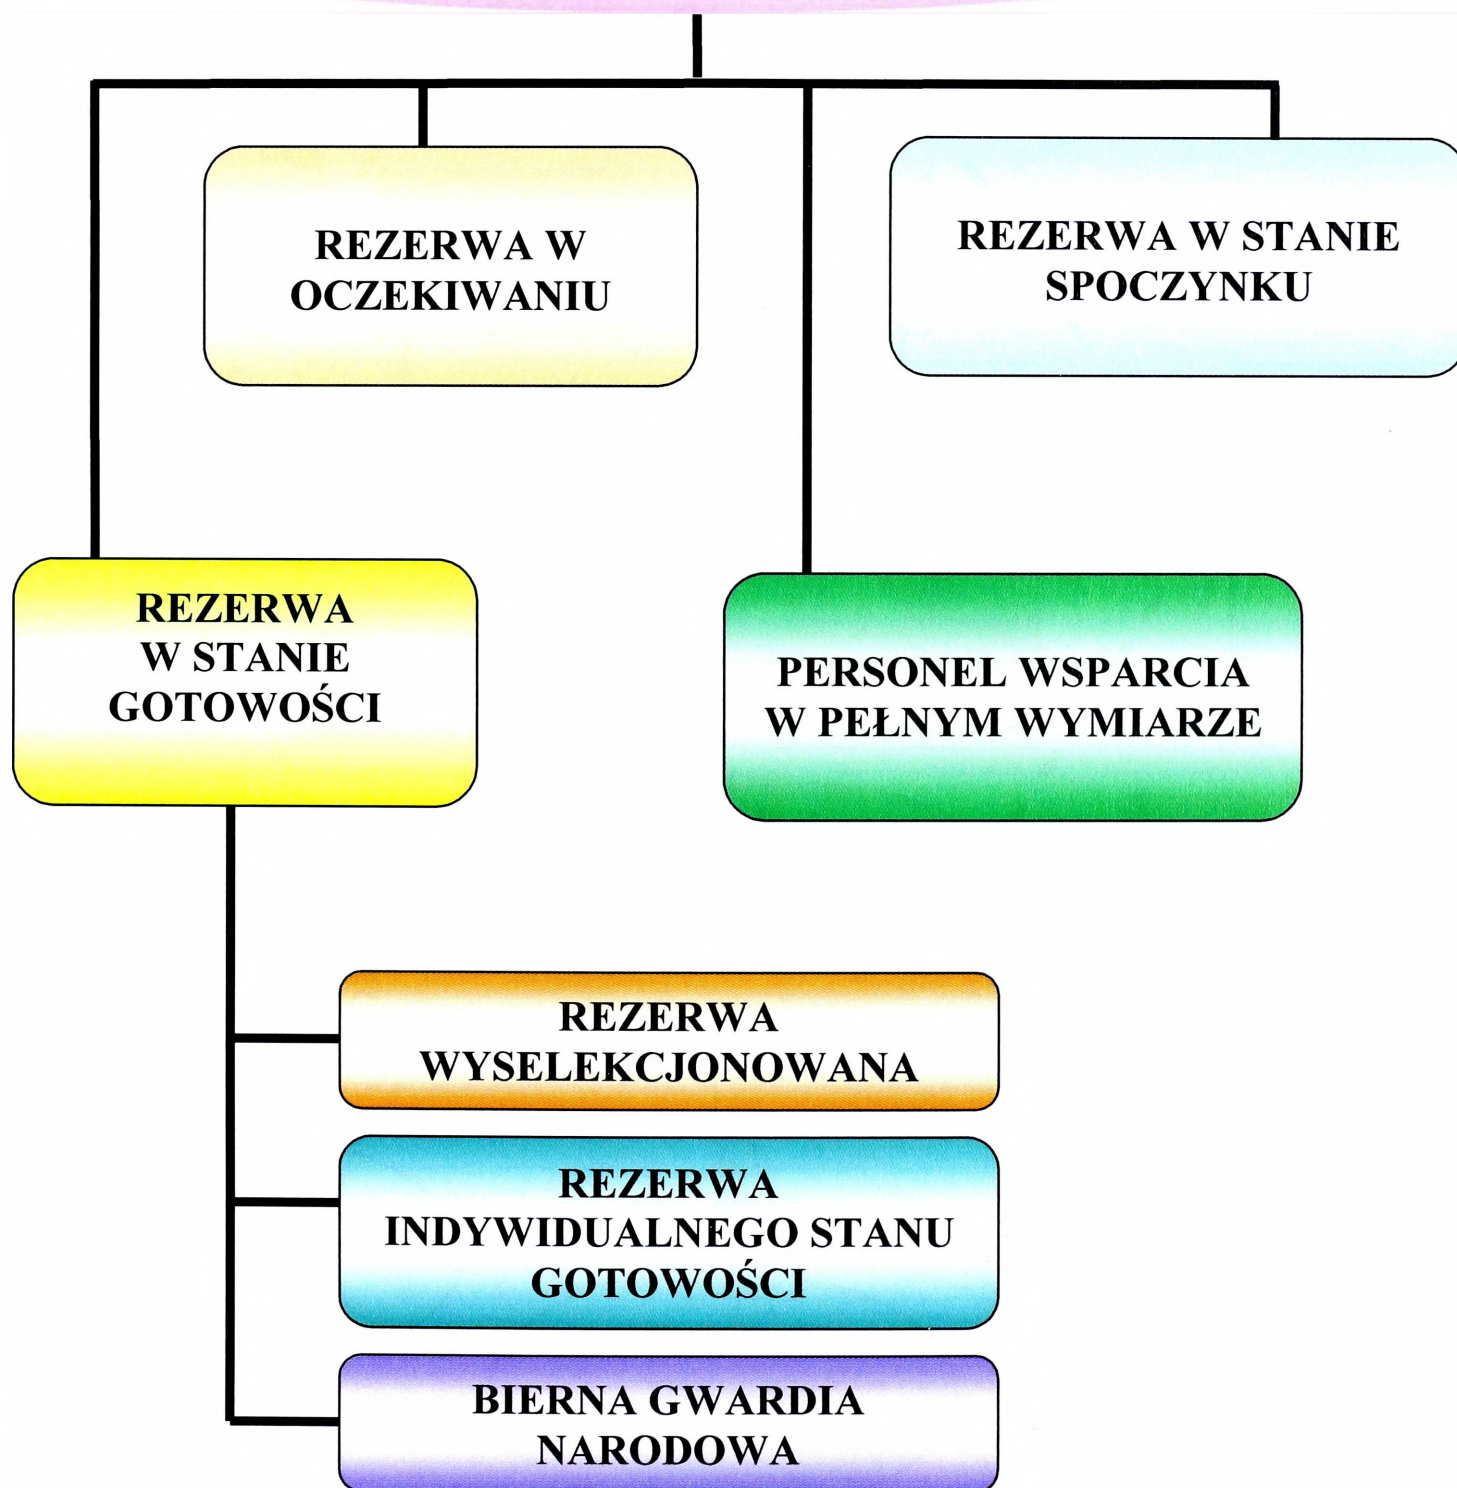 REZERWA W
OCZEKIWANIU
REZERWA W STANIE
SPOCZYNKU
REZERWA
W STANIE
GOTOWOŚCI
PERSONEL WSPARCIA
W PEŁNYM WYMIARZE
REZERWA
WYSELEKCJONOWANA
REZERWA
INDYWIDUALNEGO STANU
GOTOWOŚCI
BIERNA GWARDIA
NARODOWA